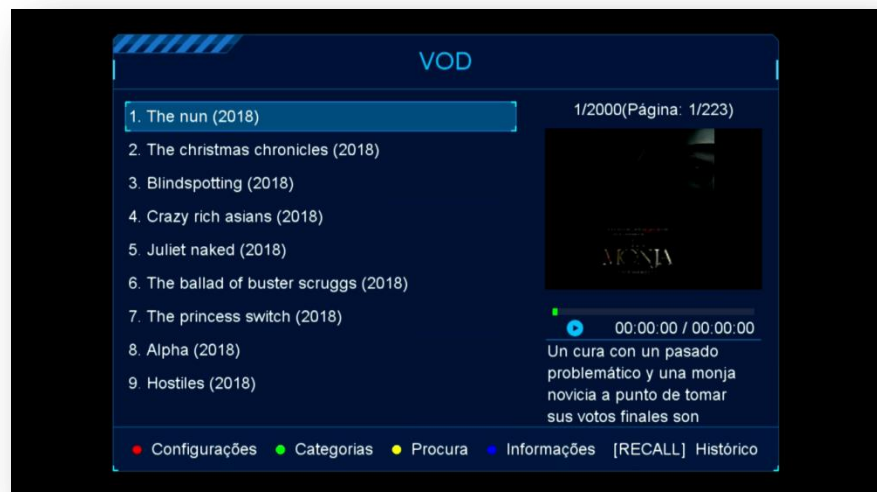 VOD
1. The nun (2018)
2. The christmas chronicles (2018)
3. Blindspotting (2018)
4. Crazy rich asians (2018)
5. Juliet naked (2018)
6. The ballad of buster scruggs (2018)
7. The princess switch (2018)
8. Alpha (2018)
9. Hostiles (2018)
1/2000(Página: 1/223)
MONJA
00:00:00 / 00:00:00
Un cura con un pasado
problemático y una monja
novicia a punto de tomar
sus votos finales son
Configurações Categorias Procura Informações [RECALL] Histórico